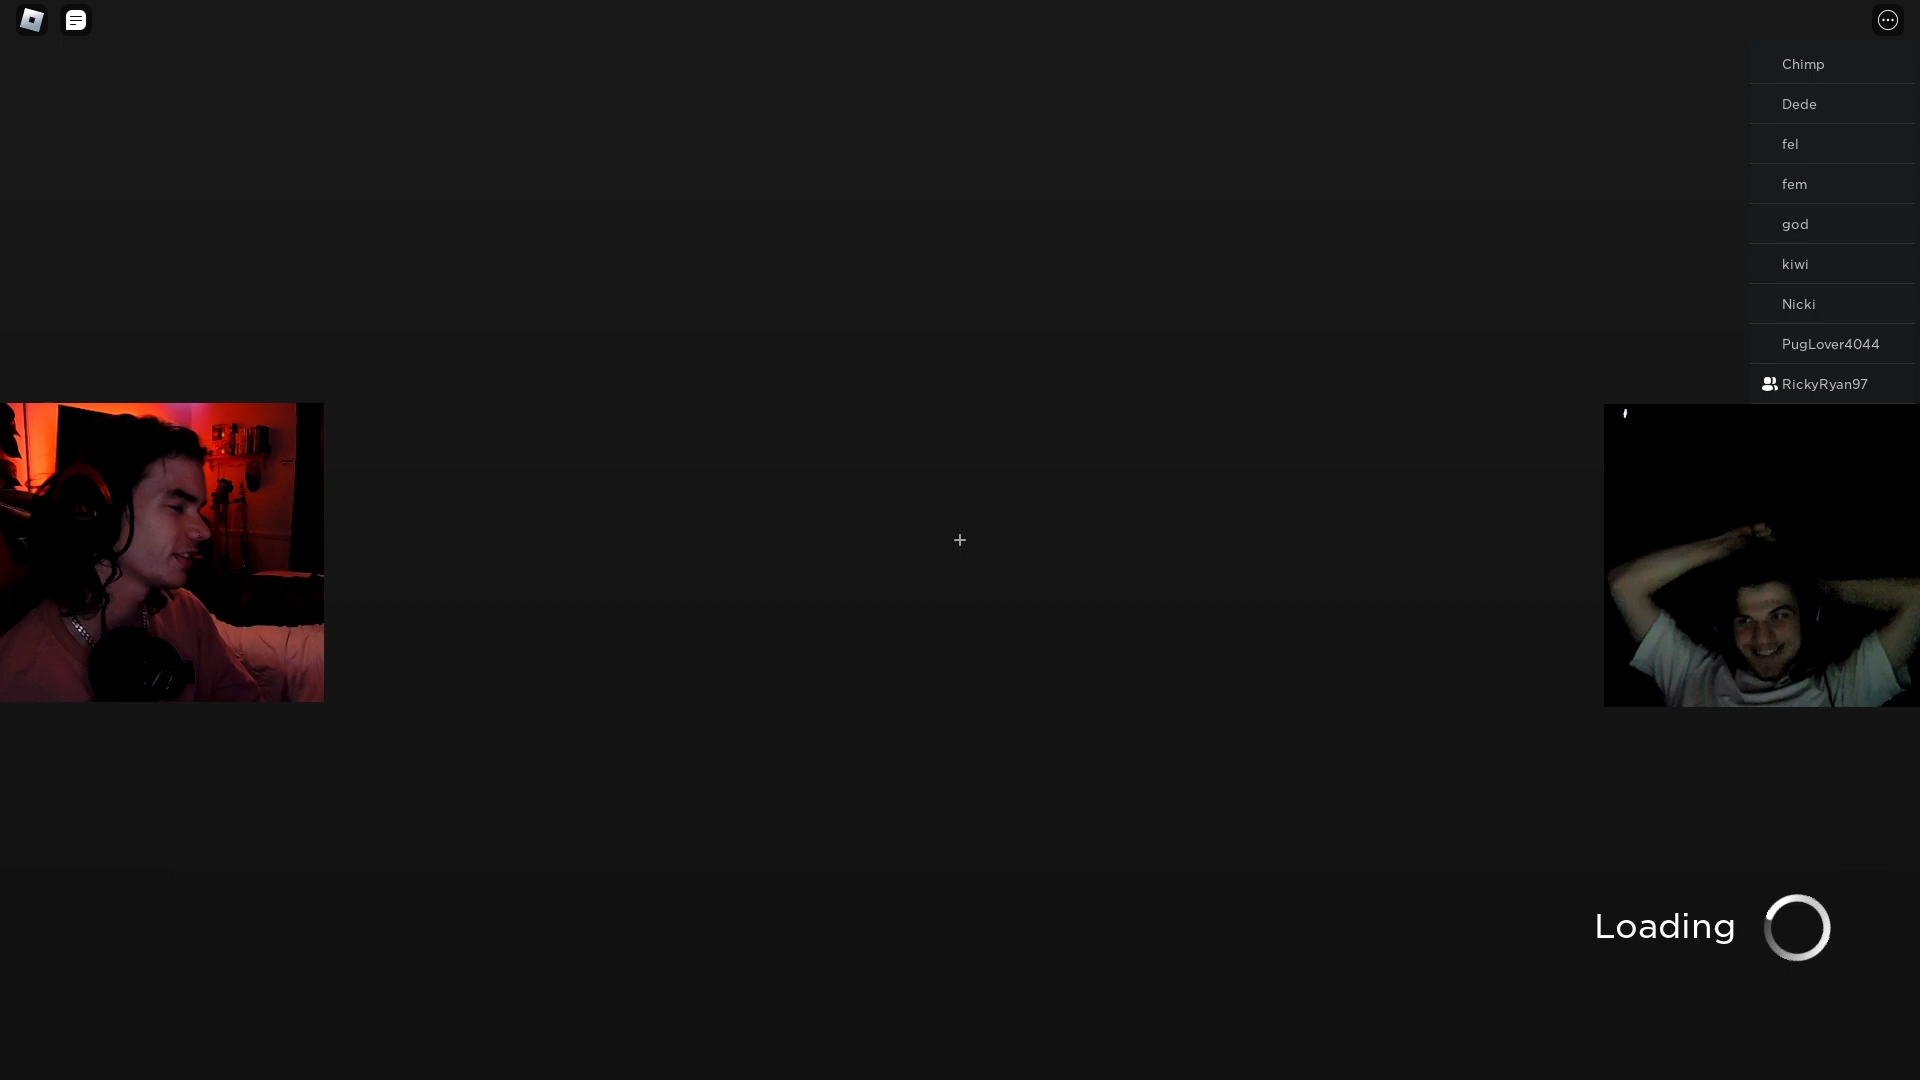 Chimp
Dede
fel
fem
god
kiwi
Nicki
PugLover4044
RickyRyan97
Loading